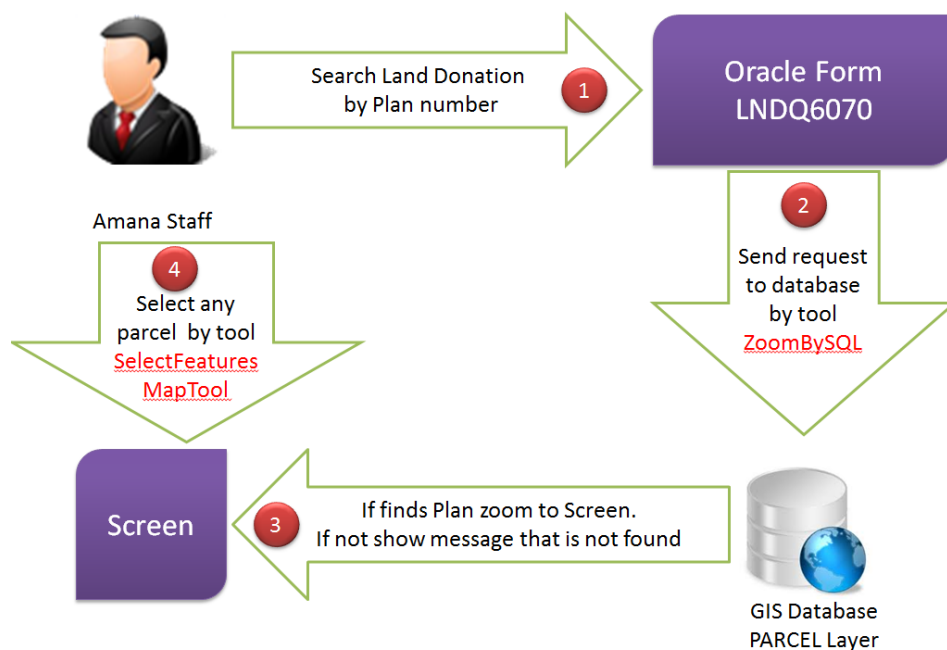 Search Land Donation
by Plan number
1
Oracle Form
LNDQ6070
2
Send request
to database
by tool
ZoomBySQL
Amana Staff
4
Select any
parcel by tool
SelectFeatures
MapTool
Screen
3
If finds Plan zoom to Screen.
If not show message that is not found
GIS Database
PARCEL Layer